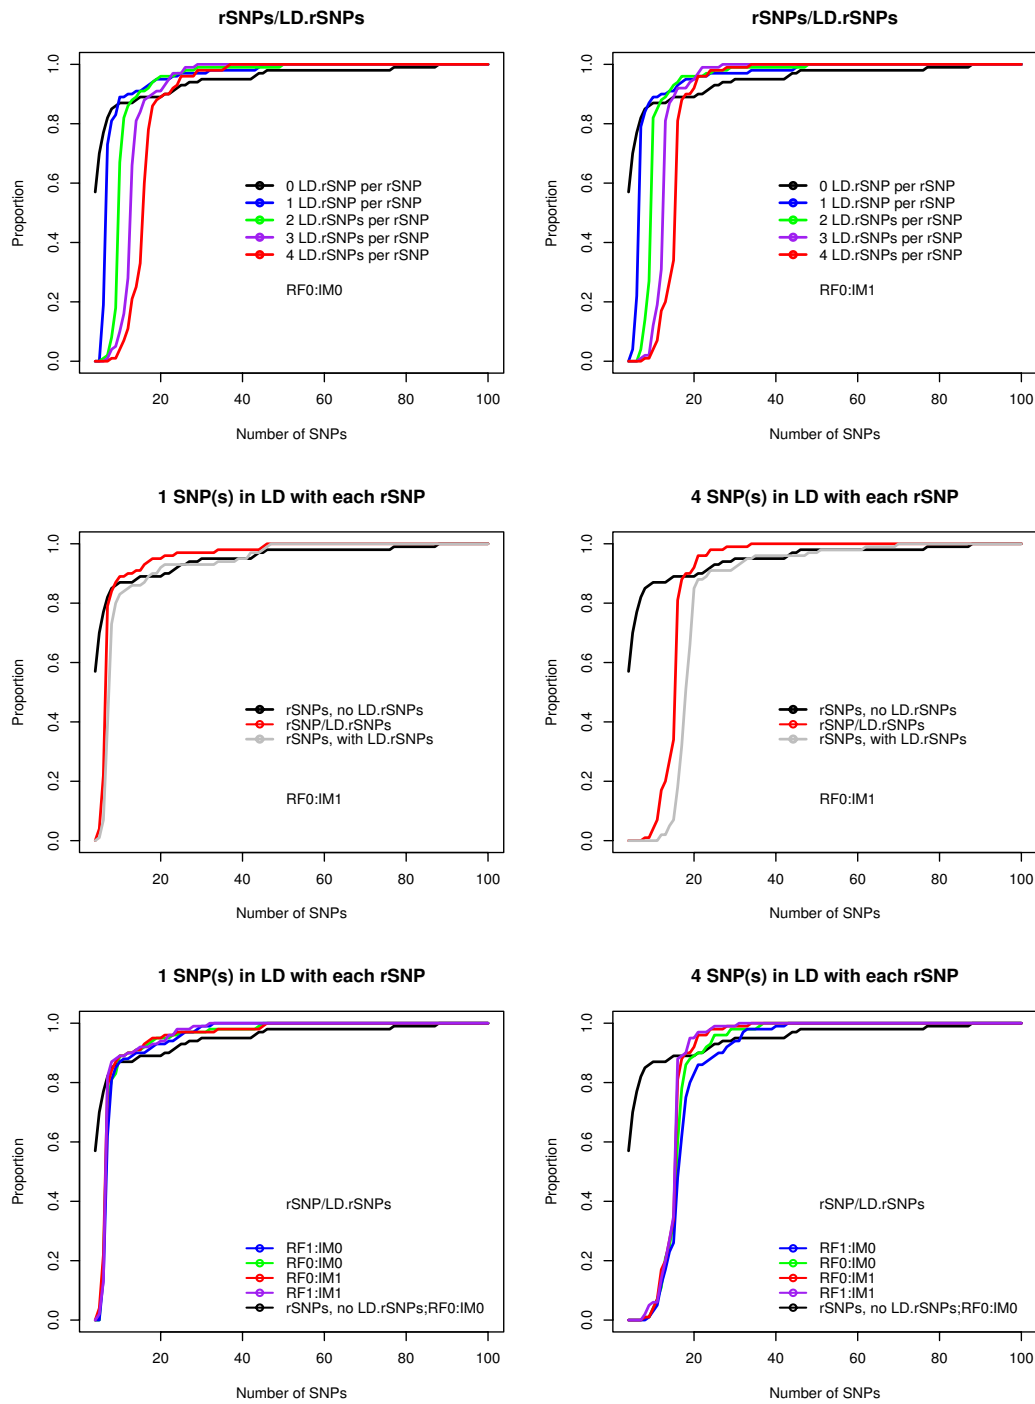 rSNPs/LD.rSNPs
Proportion
1.0
0.8
0.6
0.4
0.2
0.0
0 LD.rSNP per rSNP
1 LD.rSNP per rSNP
2 LD.rSNPs per rSNP
3 LD.rSNPs per rSNP
4 LD.rSNPs per rSNP
RF0:IM0
20 40 60 80 100
Number of SNPs
rSNPs/LD.rSNPs
Proportion
1.0
0.8
0.6
0.4
0.2
0.0
0 LD.rSNP per rSNP
1 LD.rSNP per rSNP
2 LD.rSNPs per rSNP
3 LD.rSNPs per rSNP
4 LD.rSNPs per rSNP
RF0:IM1
20 40 60 80 100
Number of SNPs
1 SNP(s) in LD with each rSNP
Proportion
1.0
0.8
0.6
0.4
0.2
0.0
rSNPs, no LD.rSNPs
rSNP/LD.rSNPs
rSNPs, with LD.rSNPs
RF0:IM1
20 40 60 80 100
Number of SNPs
4 SNP(s) in LD with each rSNP
Proportion
1.0
0.8
0.6
0.4
0.2
0.0
rSNPs, no LD.rSNPs
rSNP/LD.rSNPs
rSNPs, with LD.rSNPs
RF0:IM1
20 40 60 80 100
Number of SNPs
1 SNP(s) in LD with each rSNP
Proportion
1.0
0.8
0.6
0.4
0.2
0.0
rSNP/LD.rSNPs
RF1:IM0
RF0:IM0
RF0:IM1
RF1:IM1
rSNPs, no LD.rSNPs;RF0:IM0
20 40 60 80 100
Number of SNPs
4 SNP(s) in LD with each rSNP
Proportion
1.0
0.8
0.6
0.4
0.2
0.0
rSNP/LD.rSNPs
RF1:IM0
RF0:IM0
RF0:IM1
RF1:IM1
rSNPs, no LD.rSNPs;RF0:IM0
20 40 60 80 100
Number of SNPs